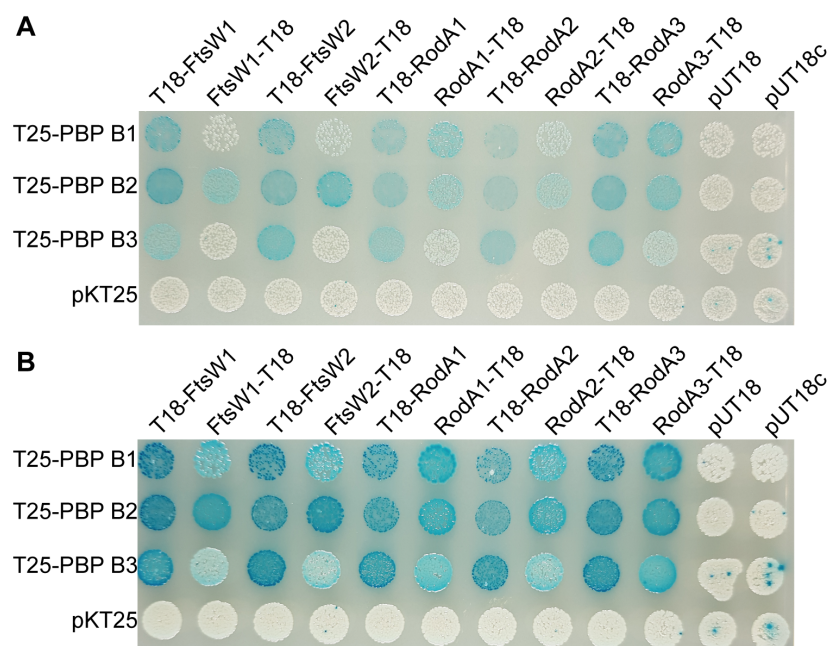 A
T18-FtsW1 FtsW1-T18 T18-FtsW2 FtsW2-T18 T18-RodA1 RodA1-T18 T18-RodA2 RodA2-T18 T18-RodA3 RodA3-T18 pUT18 pUT18c
T25-PBP B1
T25-PBP B2
T25-PBP B3
pKT25
B
T18-FtsW1 FtsW1-T18 T18-FtsW2 FtsW2-T18 T18-RodA1 RodA1-T18 T18-RodA2 RodA2-T18 T18-RodA3 RodA3-T18 pUT18 pUT18c
T25-PBP B1
T25-PBP B2
T25-PBP B3
pKT25